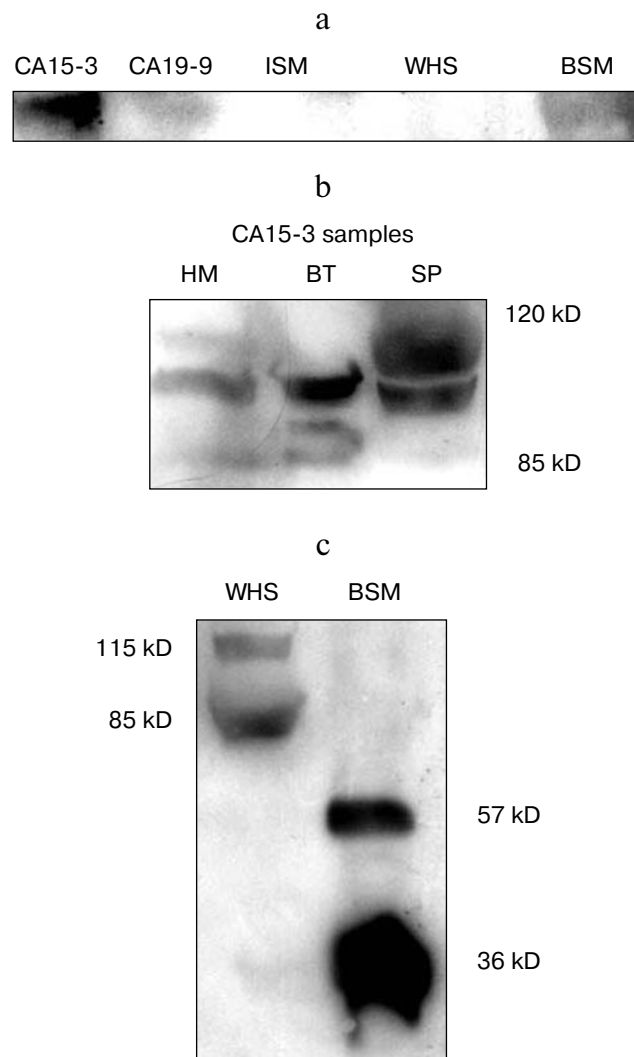 a
CA15-3 CA19-9 ISM WHS BSM
b
CA15-3 samples
HM BT SP
120 kD
85 kD
c
WHS BSM
115 kD
85 kD
57 kD
36 kD